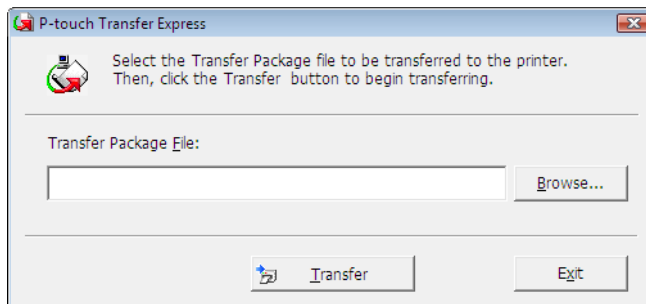 P-touch Transfer Express
Select the Transfer Package file to be transferred to the printer.
Then, click the Transfer button to begin transferring.
Transfer Package File:
Browse...
Transfer
Exit